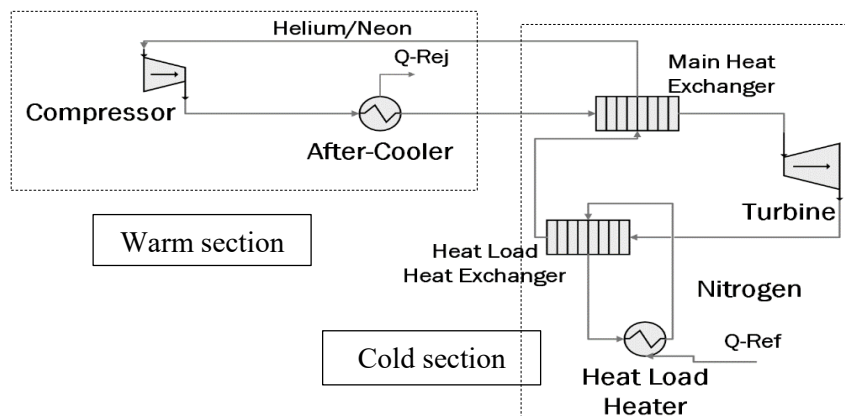 Helium/Neon
Q-Rej
Main Heat
Exchanger
Compressor
After-Cooler
Turbine
Warm section
Heat Load
Heat Exchanger
Nitrogen
Cold section
Q-Ref
Heat Load
Heater